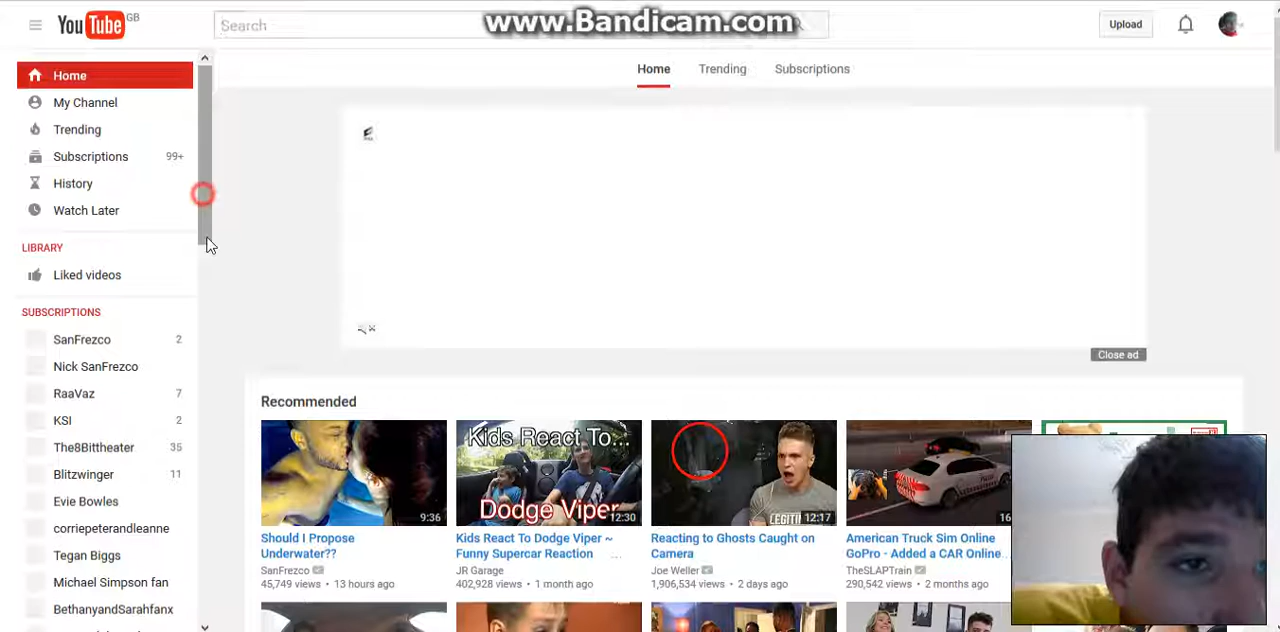 YouTube GB
Search
www.Bandicam.com
Upload
Home
Trending
Subscriptions
Home
My Channel
Trending
Subscriptions 99+
History
Watch Later
LIBRARY
Liked videos
SUBSCRIPTIONS
SanFrezco 2
Nick SanFrezco
RaaVaz 7
KSI 2
The8Bittheater 35
Blitzwinger 11
Evie Bowles
corriepeterandleanne
Tegan Biggs
Michael Simpson fan
BethanyandSarahfanx
Close ad
Recommended
9:36
Should I Propose
Underwater??
SanFrezco
45,749 views • 13 hours ago
Kids React To...
Dodge Viper
12:30
Kids React To Dodge Viper ~
Funny Supercar Reaction ...
JR Garage
402,928 views • 1 month ago
LEGITI
12:17
Reacting to Ghosts Caught on
Camera
Joe Weller
1,906,534 views • 2 days ago
16
American Truck Sim Online
GoPro - Added a CAR Online
TheSLAPTrain
290,542 views • 2 months ago